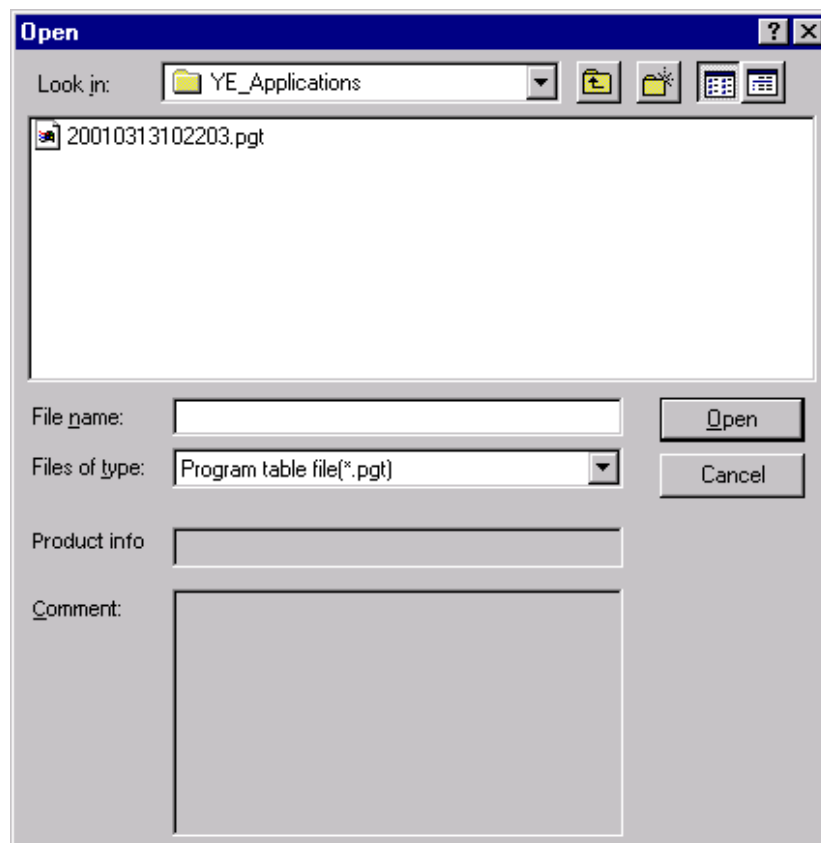 Open
Look in: YE_Applications
20010313102203.pgt
File name: Open
Files of type: Program table file(*.pgt) Cancel
Product info
Comment: